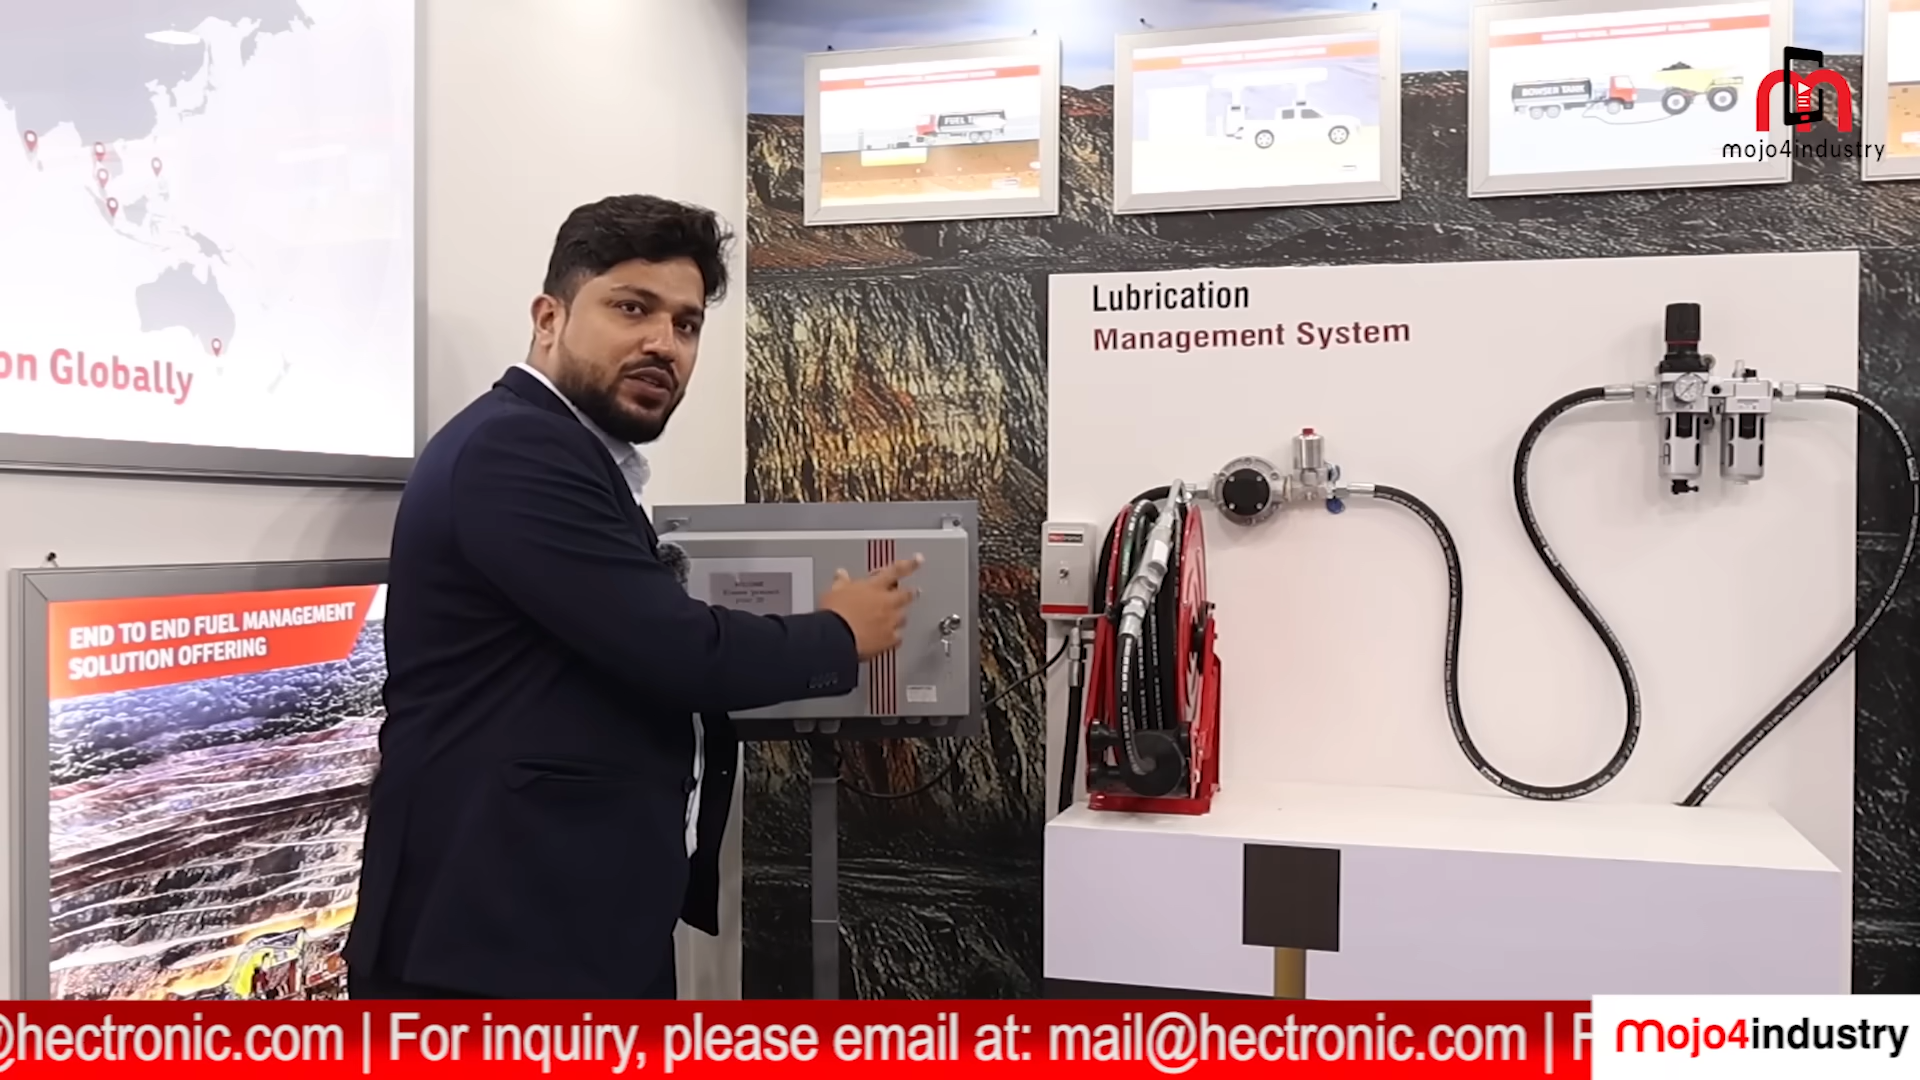 on Globally
END TO END FUEL MANAGEMENT
SOLUTION OFFERING
FUEL
BOWSER TANK
mojo4industry
Lubrication
Management System
@hectronic.com | For inquiry, please email at: mail@hectronic.com | F
mojo4industry